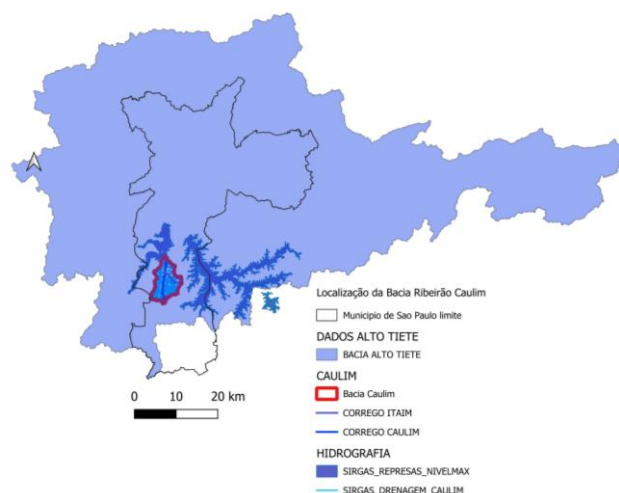 Localização da Bacia Ribeirão Caulim
Municipio de Sao Paulo limite
DADOS ALTO TIETE
BACIA ALTO TIETE
CAULIM
Bacia Caulim
CORREGO ITAIM
CORREGO CAULIM
HIDROGRAFIA
SIRGAS_REPRESAS_NIVELMAX
SIRGAS_DRENAGEM_CAULIM
0 10 20 km